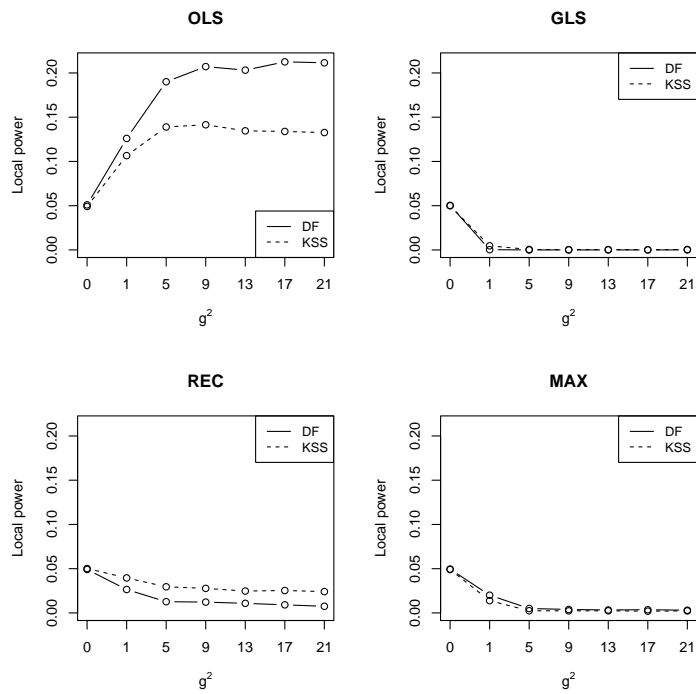 OLS
Local power
0.00 0.05 0.10 0.15 0.20
DF
KSS
0 1 5 9 13 17 21
g²
GLS
Local power
0.00 0.05 0.10 0.15 0.20
DF
KSS
0 1 5 9 13 17 21
g²
REC
Local power
0.00 0.05 0.10 0.15 0.20
DF
KSS
0 1 5 9 13 17 21
g²
MAX
Local power
0.00 0.05 0.10 0.15 0.20
DF
KSS
0 1 5 9 13 17 21
g²